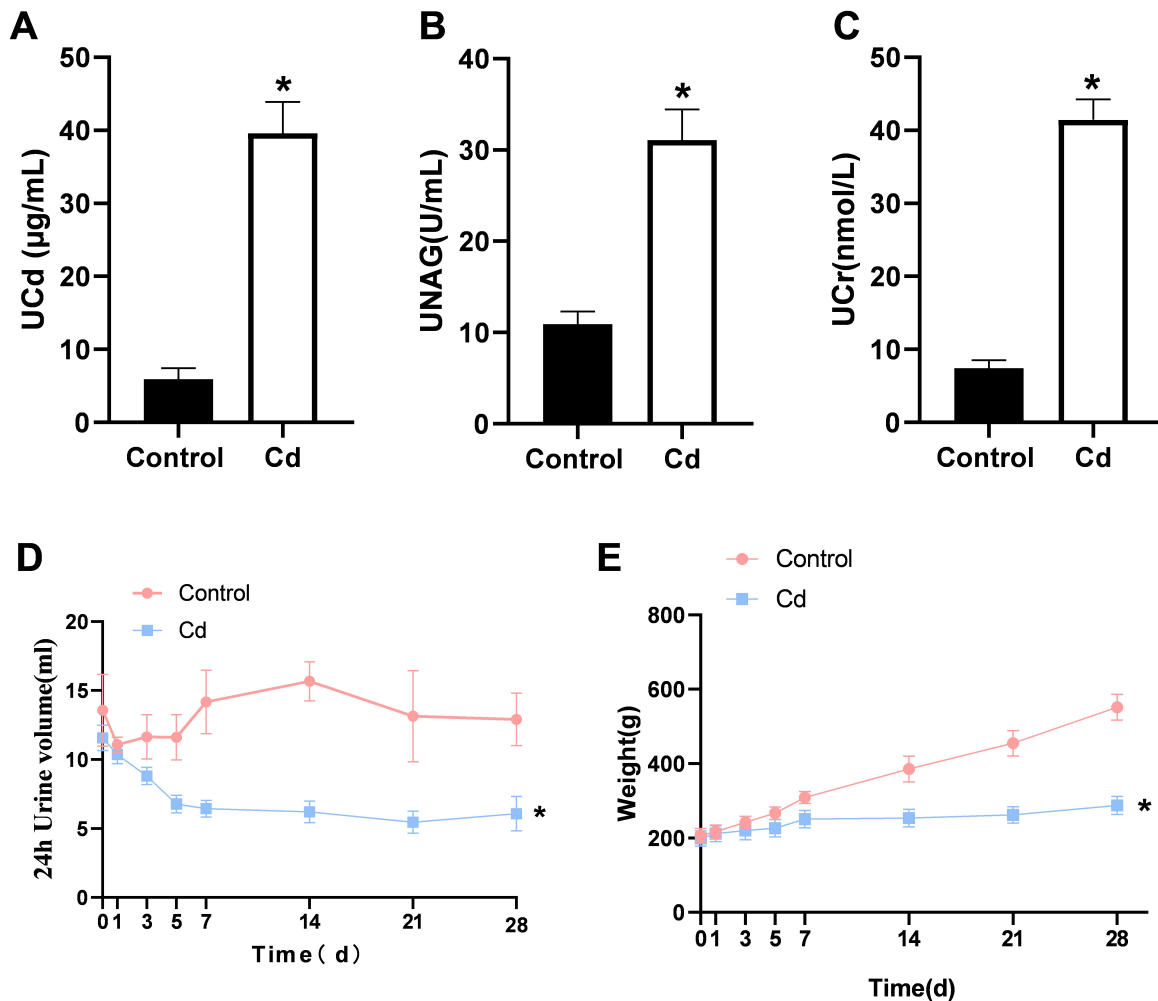 A
UCd (μg/mL)
50
40
30
20
10
0
*
Control Cd
B
UNAG(U/mL)
40
30
20
10
0
*
Control Cd
C
UCr(nmol/L)
50
40
30
20
10
0
*
Control Cd
D
Control
Cd
24h Urine volume(ml)
20
15
10
5
0
*
0 1 3 5 7 14 21 28
Time( d)
E
Control
Cd
Weight(g)
800
600
400
200
0
*
0 1 3 5 7 14 21 28
Time(d)